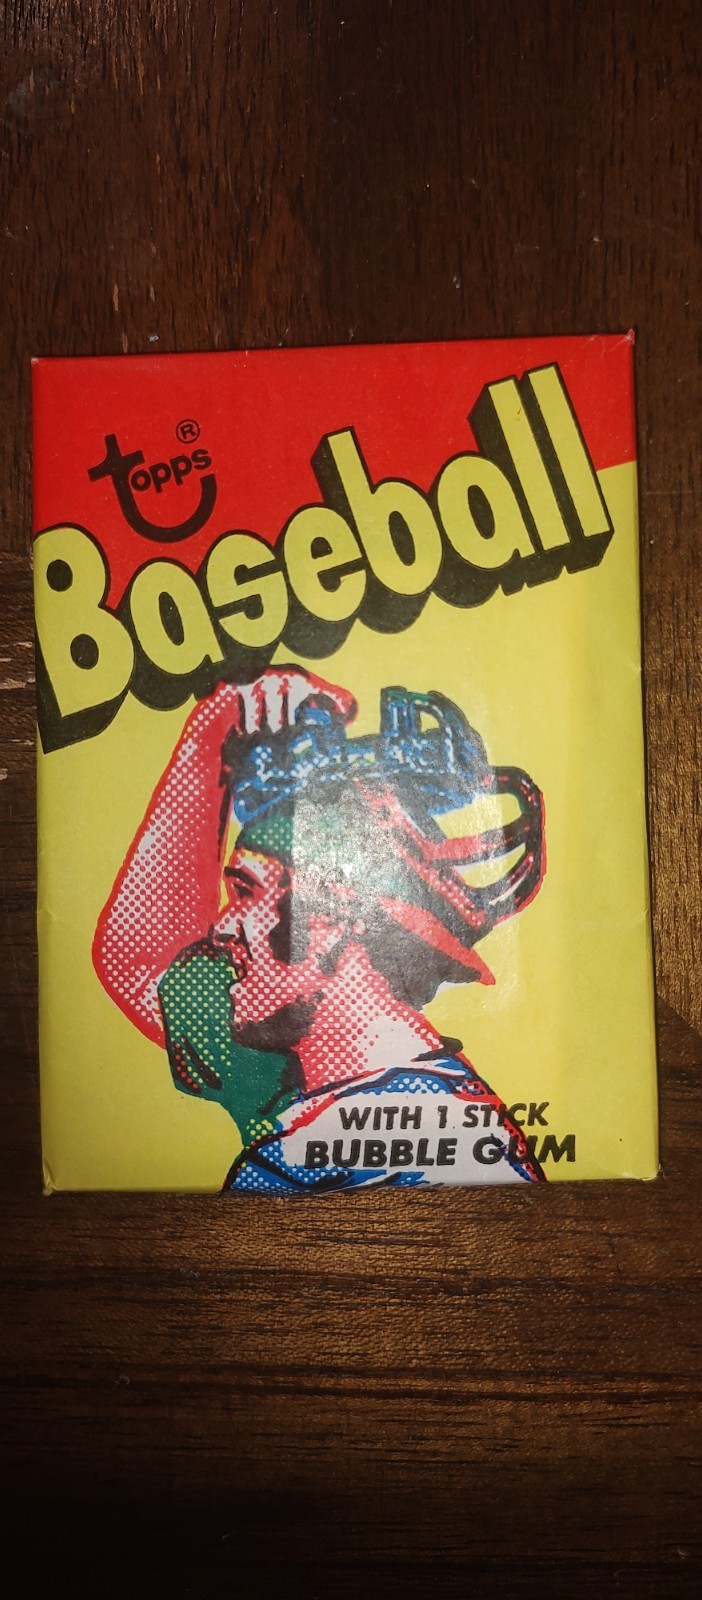 topps®
Baseball
WITH 1 STICK
BUBBLE GUM